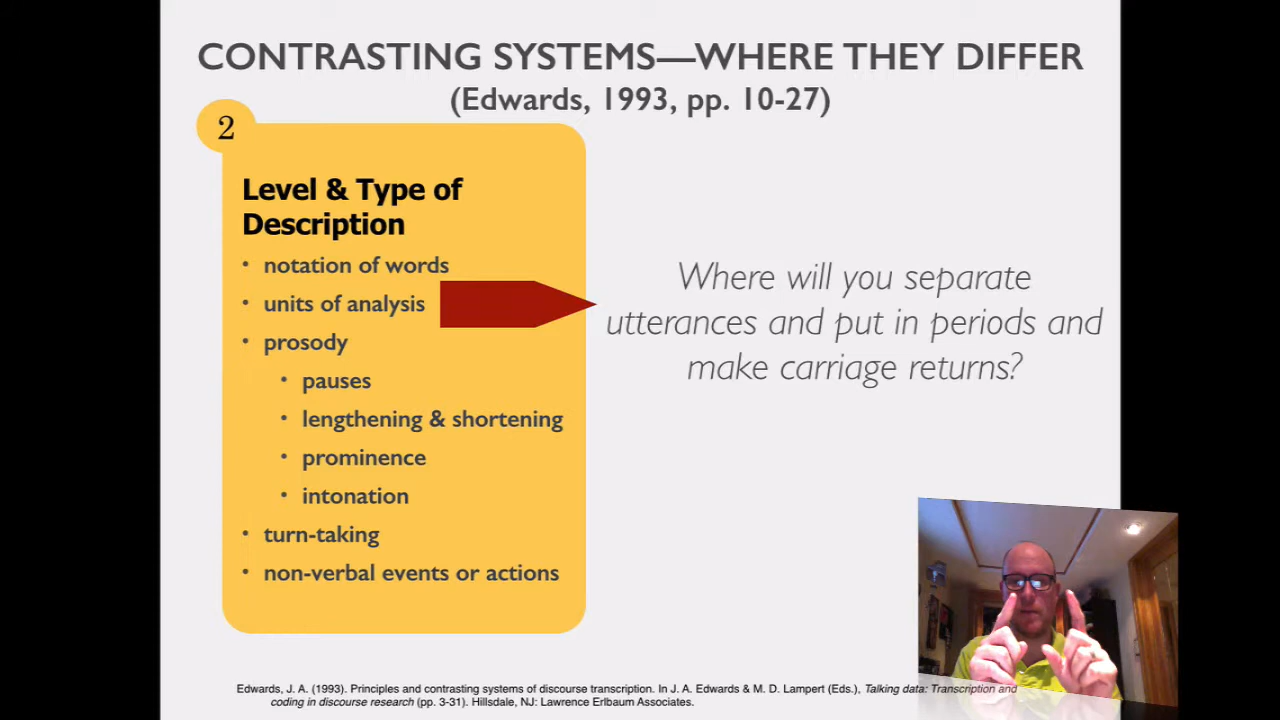 CONTRASTING SYSTEMS—WHERE THEY DIFFER
(Edwards, 1993, pp. 10-27)
2
Level & Type of
Description
• notation of words
• units of analysis
• prosody
• pauses
• lengthening & shortening
• prominence
• intonation
• turn-taking
• non-verbal events or actions
Where will you separate
utterances and put in periods and
make carriage returns?
Edwards, J. A. (1993). Principles and contrasting systems of discourse transcription. In J. A. Edwards & M. D. Lampert (Eds.), Talking data: Transcription and
coding in discourse research (pp. 3-31). Hillsdale, NJ: Lawrence Erlbaum Associates.